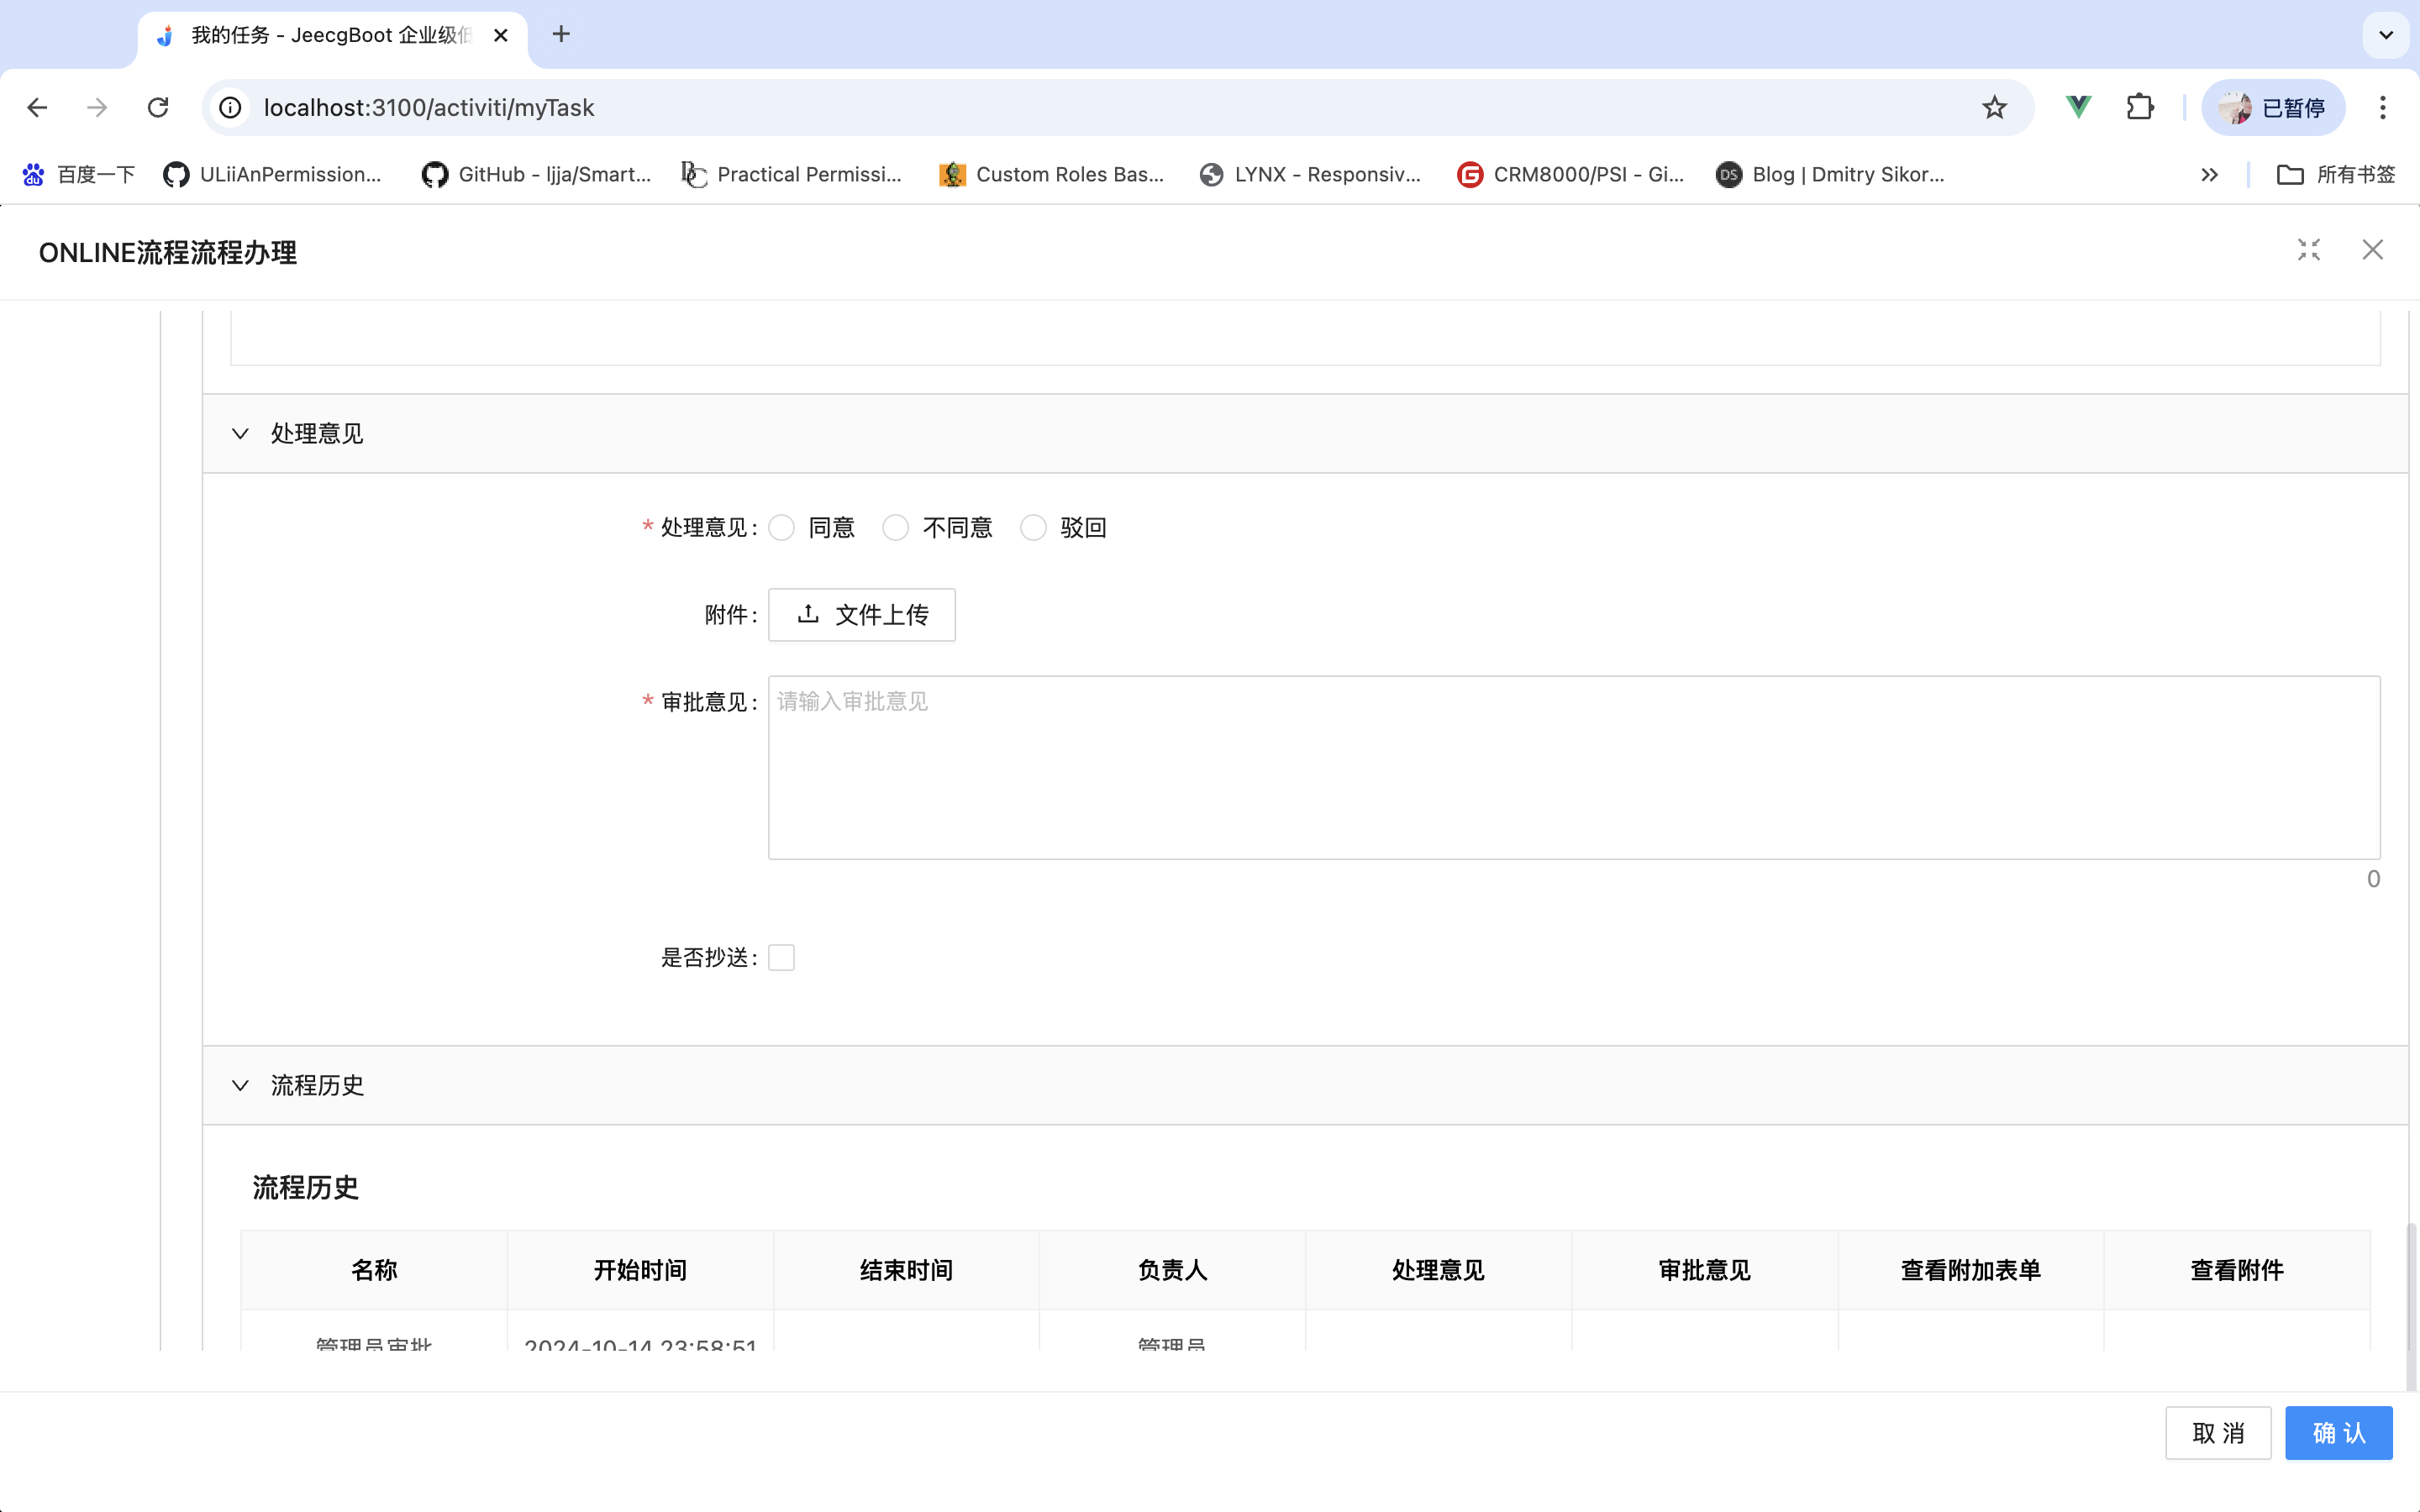 我的任务 - JeecgBoot 企业级低
localhost:3100/activiti/myTask
已暂停
百度一下
ULiiAnPermission...
GitHub - ljja/Smart...
Practical Permissi...
Custom Roles Bas...
LYNX - Responsiv...
CRM8000/PSI - Gi...
DS
Blog | Dmitry Sikor...
所有书签
ONLINE流程流程办理
处理意见
* 处理意见: 同意 不同意 驳回
附件: 文件上传
* 审批意见: 请输入审批意见
0
是否抄送:
流程历史
流程历史
名称 开始时间 结束时间 负责人 处理意见 审批意见 查看附加表单 查看附件
管理员审批 2024-10-14 23:58:51 管理员
取 消 确 认